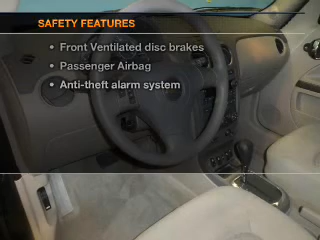 SAFETY FEATURES
• Front Ventilated disc brakes
• Passenger Airbag
• Anti-theft alarm system